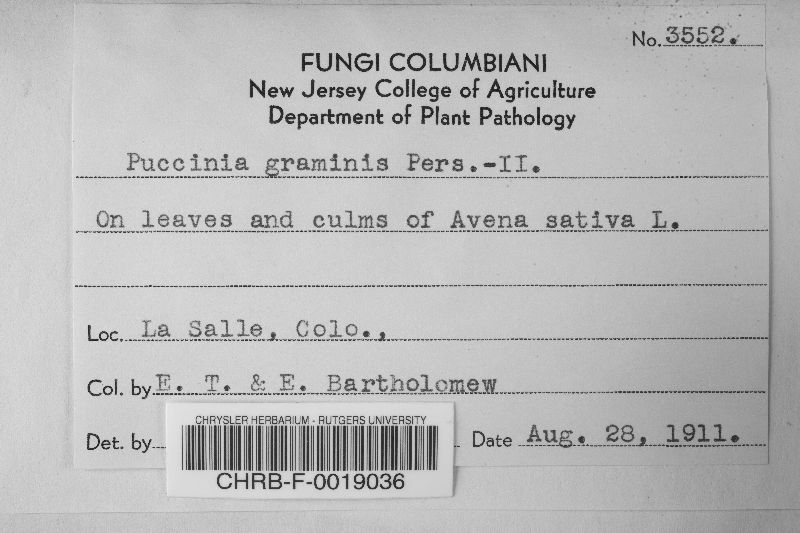 No. 3552.
FUNGI COLUMBIANI
New Jersey College of Agriculture
Department of Plant Pathology
Puccinia graminis Pers.-II.
On leaves and culms of Avena sativa L.
Loc. La Salle, Colo.,
Col. by E. T. & E. Bartholomew
Det. by
Date Aug. 28, 1911.
CHRYSLER HERBARIUM - RUTGERS UNIVERSITY
CHRB-F-0019036